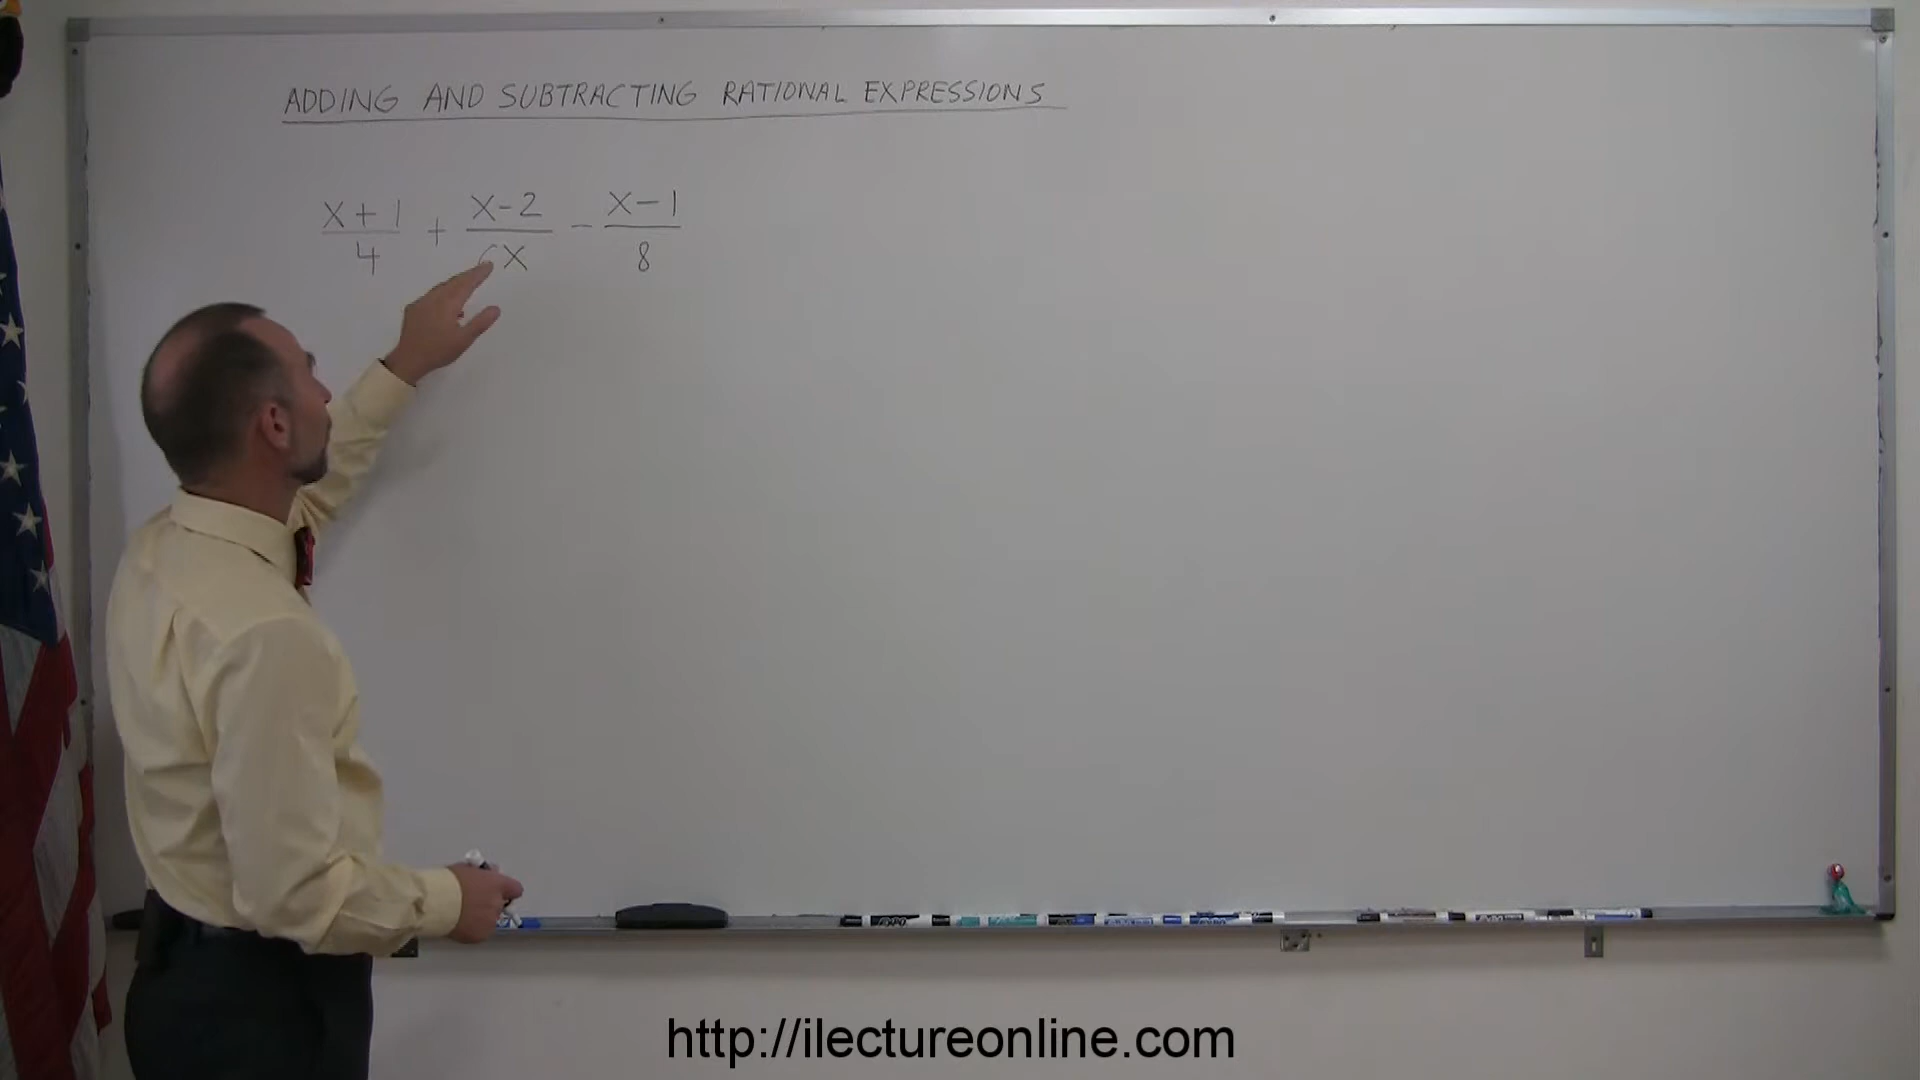 ADDING AND SUBTRACTING RATIONAL EXPRESSIONS
x+1 x-2 x-1
+ -
4 6x 8
http://ilectureonline.com